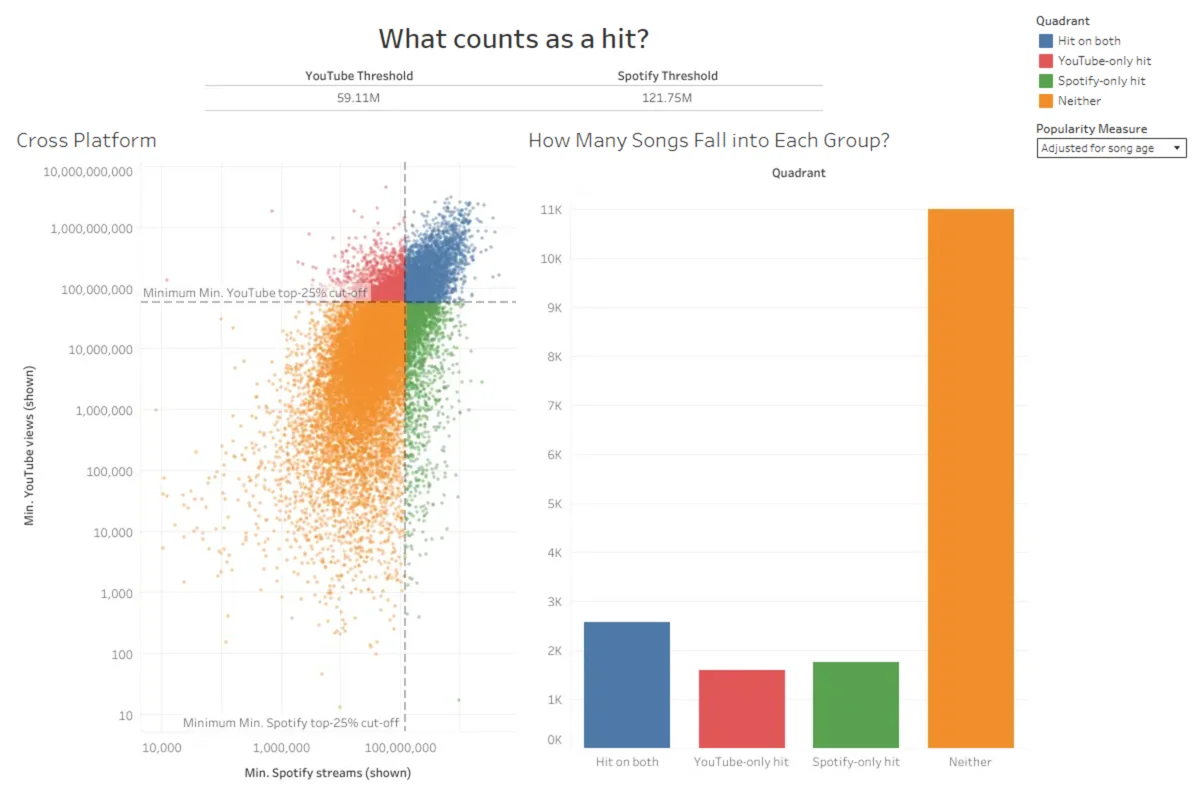 What counts as a hit?
YouTube Threshold Spotify Threshold
59.11M 121.75M
Quadrant
Hit on both
YouTube-only hit
Spotify-only hit
Neither
Popularity Measure
Adjusted for song age
Cross Platform
10,000,000,000
1,000,000,000
100,000,000
10,000,000
1,000,000
100,000
10,000
1,000
100
10
Min. YouTube views (shown)
Minimum Min. YouTube top-25% cut-off
Minimum Min. Spotify top-25% cut-off
10,000 1,000,000 100,000,000
Min. Spotify streams (shown)
How Many Songs Fall into Each Group?
Quadrant
11K
10K
9K
8K
7K
6K
5K
4K
3K
2K
1K
0K
Hit on both YouTube-only hit Spotify-only hit Neither